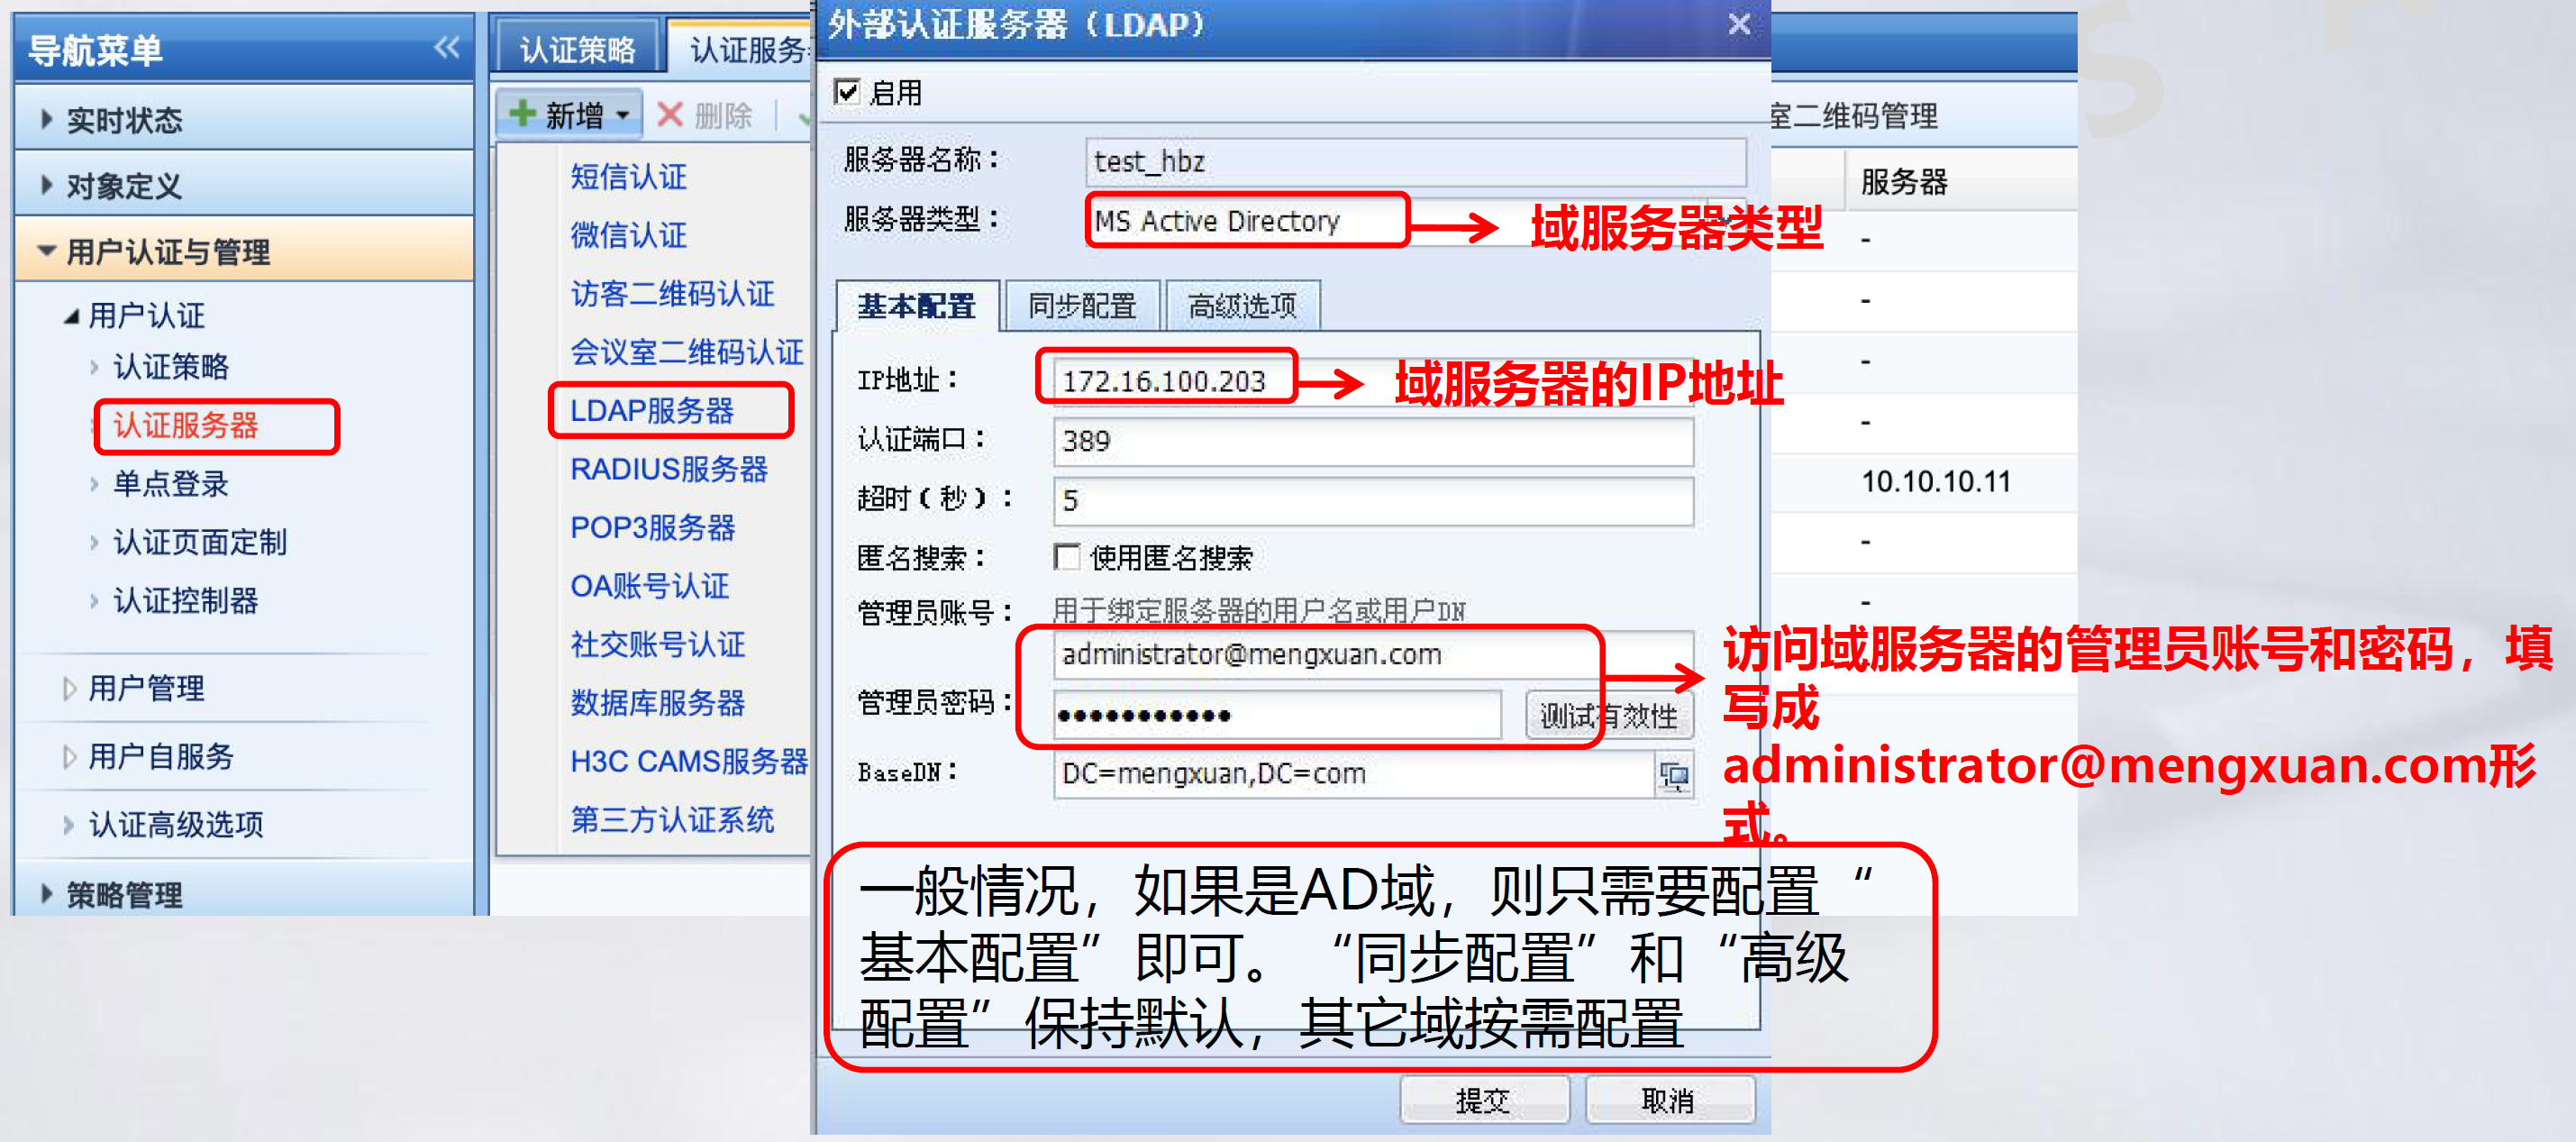 导航菜单
实时状态
对象定义
用户认证与管理
用户认证
认证策略
认证服务器
单点登录
认证页面定制
认证控制器
用户管理
用户自服务
认证高级选项
策略管理
认证策略
认证服务
新增
删除
短信认证
微信认证
访客二维码认证
会议室二维码认证
LDAP服务器
RADIUS服务器
POP3服务器
OA账号认证
社交账号认证
数据库服务器
H3C CAMS服务器
第三方认证系统
外部认证服务器（LDAP）
启用
服务器名称： test_hbz
服务器类型： MS Active Directory
域服务器类型
基本配置 同步配置 高级选项
IP地址： 172.16.100.203
域服务器的IP地址
认证端口： 389
超时（秒）： 5
匿名搜索： 使用匿名搜索
管理员账号： 用于绑定服务器的用户名或用户DN
administrator@mengxuan.com
管理员密码： ●●●●●●●●●●●
测试有效性
BaseDN： DC=mengxuan,DC=com
访问域服务器的管理员账号和密码，填
写成
administrator@mengxuan.com形
式。
一般情况，如果是AD域，则只需要配置“
基本配置”即可。“同步配置”和“高级
配置”保持默认，其它域按需配置
提交
取消
室二维码管理
服务器
-
-
-
-
10.10.10.11
-
-